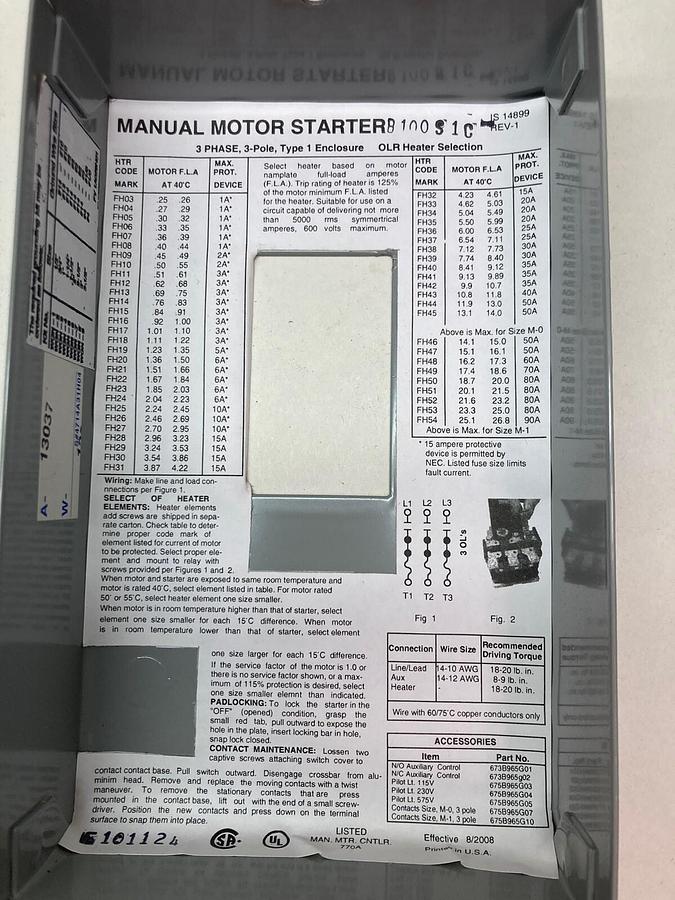 MANUAL MOTOR STARTER
IS 14899
REV-1
3 PHASE, 3-Pole, Type 1 Enclosure OLR Heater Selection
HTR CODE MARK MOTOR F.L.A AT 40°C MAX. PROT. DEVICE
FH03 .25 .26 1A*
FH04 .27 .29 1A*
FH05 .30 .32 1A*
FH06 .33 .35 1A*
FH07 .36 .39 1A*
FH08 .40 .44 1A*
FH09 .45 .49 2A*
FH10 .50 .55 2A*
FH11 .51 .61 3A*
FH12 .62 .68 3A*
FH13 .69 .75 3A*
FH14 .76 .83 3A*
FH15 .84 .91 3A*
FH16 .92 1.00 3A*
FH17 1.01 1.10 3A*
FH18 1.11 1.22 3A*
FH19 1.23 1.35 5A*
FH20 1.36 1.50 6A*
FH21 1.51 1.66 6A*
FH22 1.67 1.84 6A*
FH23 1.85 2.03 6A*
FH24 2.04 2.23 6A*
FH25 2.24 2.45 10A*
FH26 2.46 2.69 10A*
FH27 2.70 2.95 10A*
FH28 2.96 3.23 15A
FH29 3.24 3.53 15A
FH30 3.54 3.86 15A
FH31 3.87 4.22 15A
Select heater based on motor
namplate full-load amperes
(F.L.A.). Trip rating of heater is 125%
of the motor minimum F.L.A. listed
for the heater. Suitable for use on a
circuit capable of delivering not more
than 5000 rms symmertrical
amperes, 600 volts maximum.
HTR CODE MARK MOTOR F.L.A AT 40°C MAX. PROT. DEVICE
FH32 4.23 4.61 15A
FH33 4.62 5.03 20A
FH34 5.04 5.49 20A
FH35 5.50 5.99 20A
FH36 6.00 6.53 25A
FH37 6.54 7.11 25A
FH38 7.12 7.73 30A
FH39 7.74 8.40 30A
FH40 8.41 9.12 35A
FH41 9.13 9.89 35A
FH42 9.9 10.7 35A
FH43 10.8 11.8 40A
FH44 11.9 13.0 50A
FH45 13.1 14.0 50A
Above is Max. for Size M-0
FH46 14.1 15.0 50A
FH47 15.1 16.1 50A
FH48 16.2 17.3 60A
FH49 17.4 18.6 70A
FH50 18.7 20.0 80A
FH51 20.1 21.5 80A
FH52 21.6 23.2 80A
FH53 23.3 25.0 80A
FH54 25.1 26.8 90A
Above is Max. for Size M-1
* 15 ampere protective
device is permitted by
NEC. Listed fuse size limits
fault current.
Wiring: Make line and load con-
nnections per Figure 1.
SELECT OF HEATER
ELEMENTS: Heater elements
add screws are shipped in sepa-
rate carton. Check table to deter-
mine proper code mark of
element listed for current of motor
to be protected. Select proper ele-
ment and mount to relay with
screws provided per Figures 1 and 2.
When motor and starter are exposed to same room temperature and
motor is rated 40°C, select element listed in table. For motor rated
50° or 55°C, select heater element one size smaller.
When motor is in room temperature higher than that of starter, select
element one size smaller for each 15°C difference. When motor
is in room temperature lower than that of starter, select element
one size larger for each 15°C difference.
If the service factor of the motor is 1.0 or
there is no service factor shown, or a max-
imum of 115% protection is desired, select
one size smaller elemnt than indicated.
PADLOCKING: To lock the starter in the
"OFF" (opened) condition, grasp the
small red tab, pull outward to expose the
hole in the plate, insert locking bar in hole,
snap lock closed.
CONTACT MAINTENANCE: Lossen two
captive screws attaching switch cover to
contact contact base. Pull switch outward. Disengage crossbar from alu-
minim head. Remove and replace the moving contacts with a twist
maneuver. To remove the stationary contacts that are press
mounted in the contact base, lift out with the end of a small screw-
driver. Position the new contacts and press down on the terminal
surface to snap them into place.
L1 L2 L3
3 OL's
T1 T2 T3
Fig 1 Fig. 2
Connection Wire Size Recommended Driving Torque
Line/Lead 14-10 AWG 18-20 lb. in.
Aux 14-12 AWG 8-9 lb. in.
Heater - 18-20 lb. in.
Wire with 60/75°C copper conductors only
ACCESSORIES
Item Part No.
N/O Auxiliary Control 673B965G01
N/C Auxiliary Control 673B965g02
Pilot Lt. 115V 675B965G03
Pilot Lt. 230V 675B965G04
Pilot Lt. 575V 675B965G05
Contacts Size, M-0, 3 pole 675B965G07
Contacts Size, M-1, 3 pole 675B965G10
101124
SA
UL
LISTED
MAN. MTR. CNTLR.
770A
Effective 8/2008
Printed in U.S.A.
A- 13037
W-